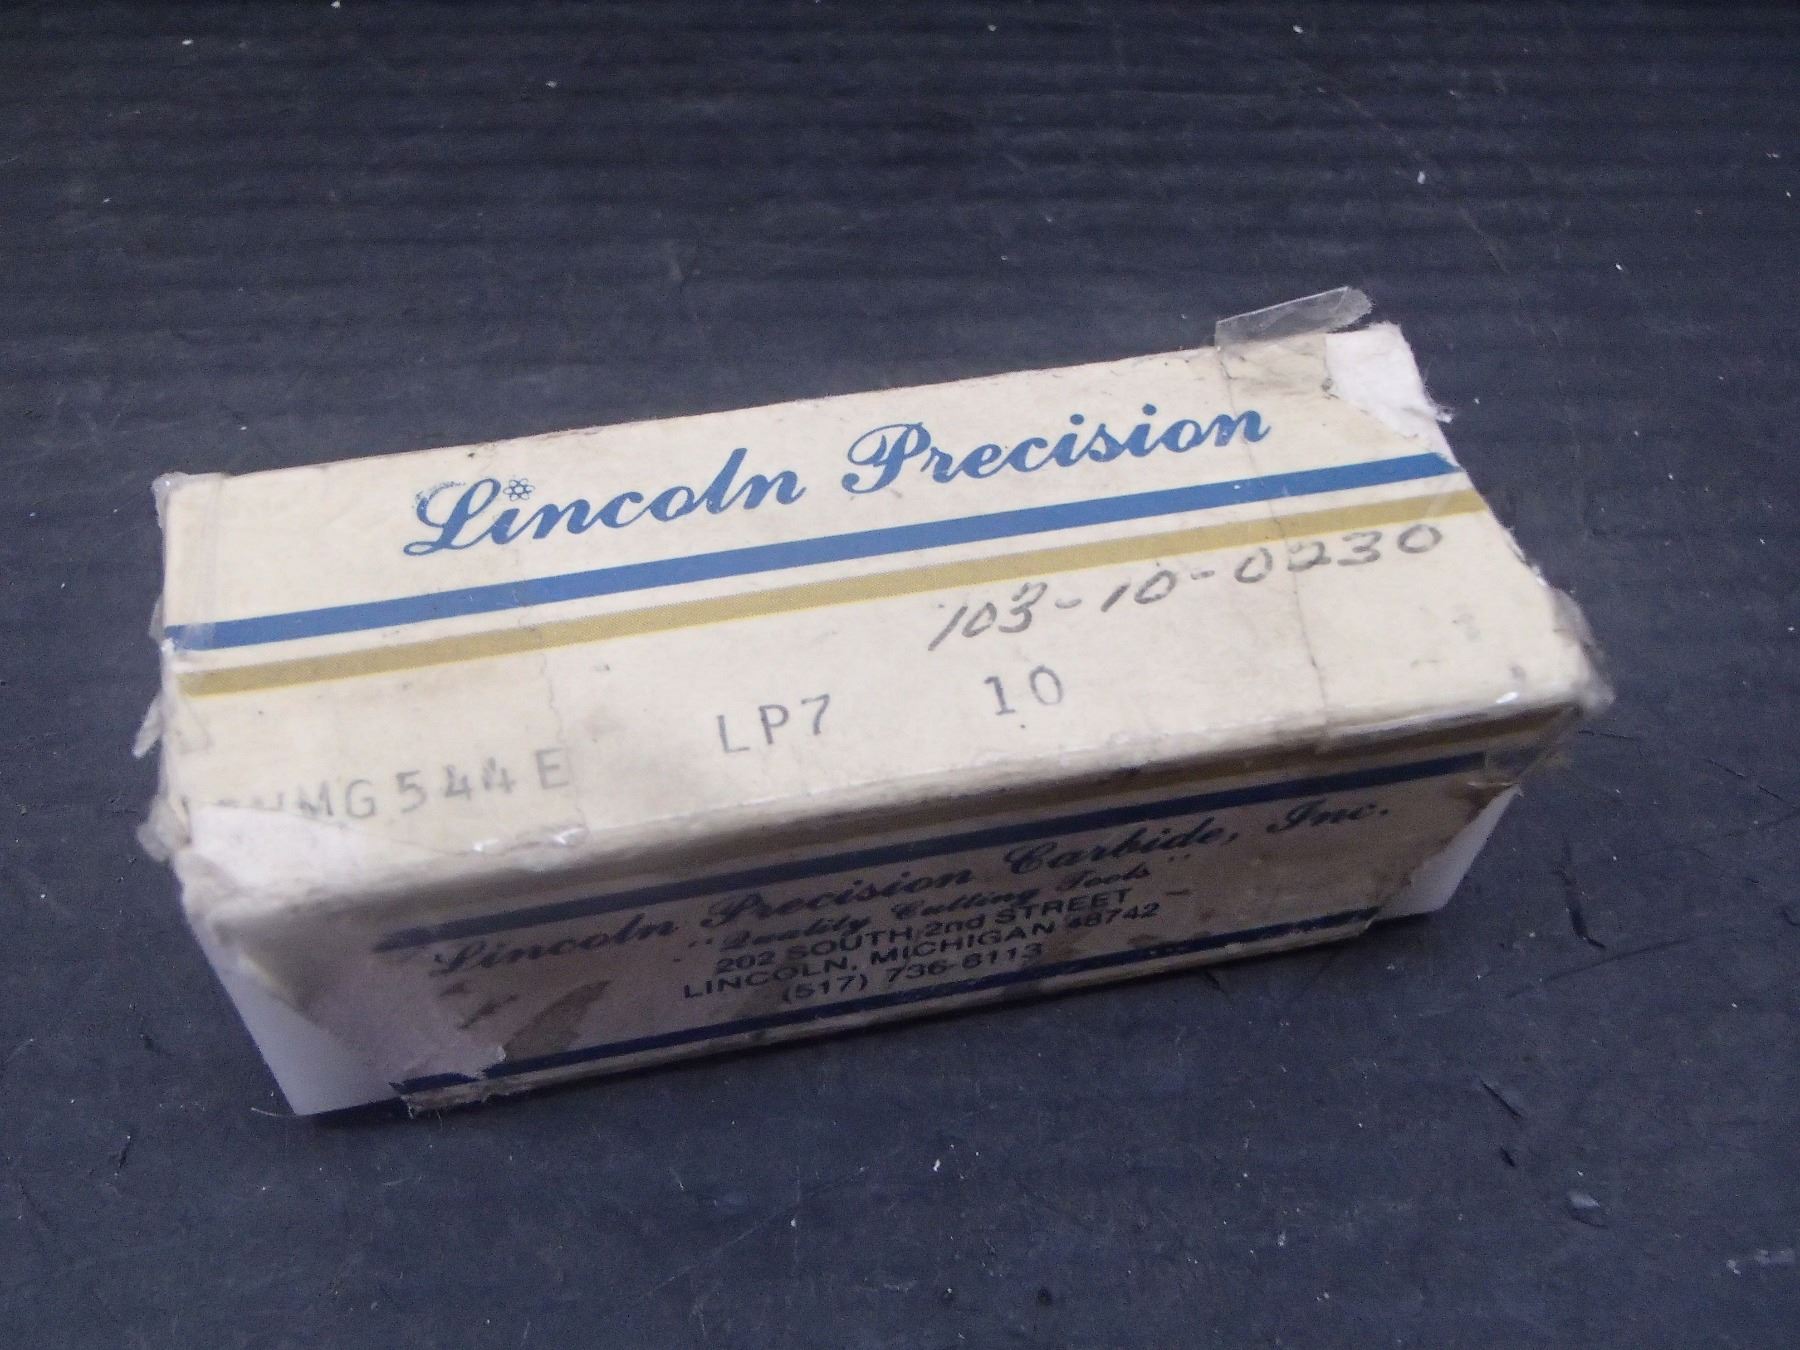 Lincoln Precision
103-10-0230
LP7 10
NMG544E
Lincoln Precision Carbide, Inc.
"Quality Cutting Tools"
202 SOUTH 2nd STREET
LINCOLN, MICHIGAN 48742
(517) 736-8113